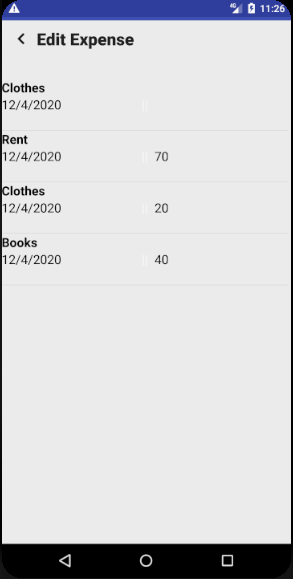 4G 11:26
Edit Expense
Clothes
12/4/2020 ||
Rent
12/4/2020 || 70
Clothes
12/4/2020 || 20
Books
12/4/2020 || 40